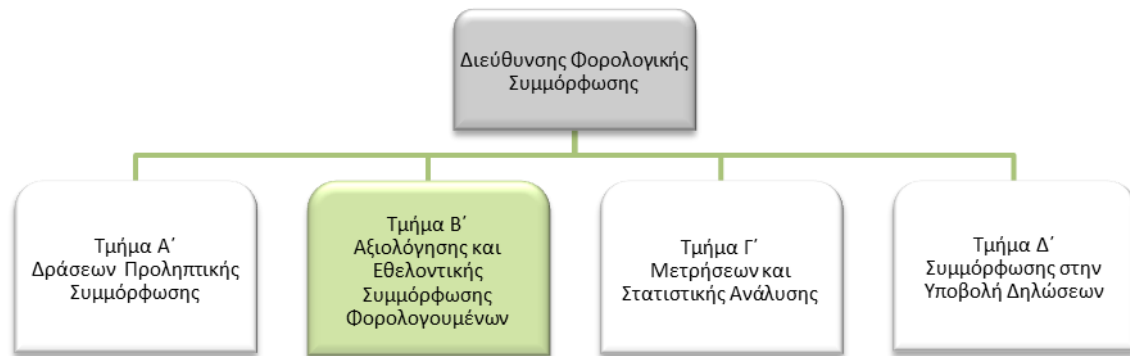 Διεύθυνσης Φορολογικής
Συμμόρφωσης
Τμήμα Α΄
Δράσεων Προληπτικής
Συμμόρφωσης
Τμήμα Β΄
Αξιολόγησης και
Εθελοντικής
Συμμόρφωσης
Φορολογουμένων
Τμήμα Γ΄
Μετρήσεων και
Στατιστικής Ανάλυσης
Τμήμα Δ΄
Συμμόρφωσης στην
Υποβολή Δηλώσεων